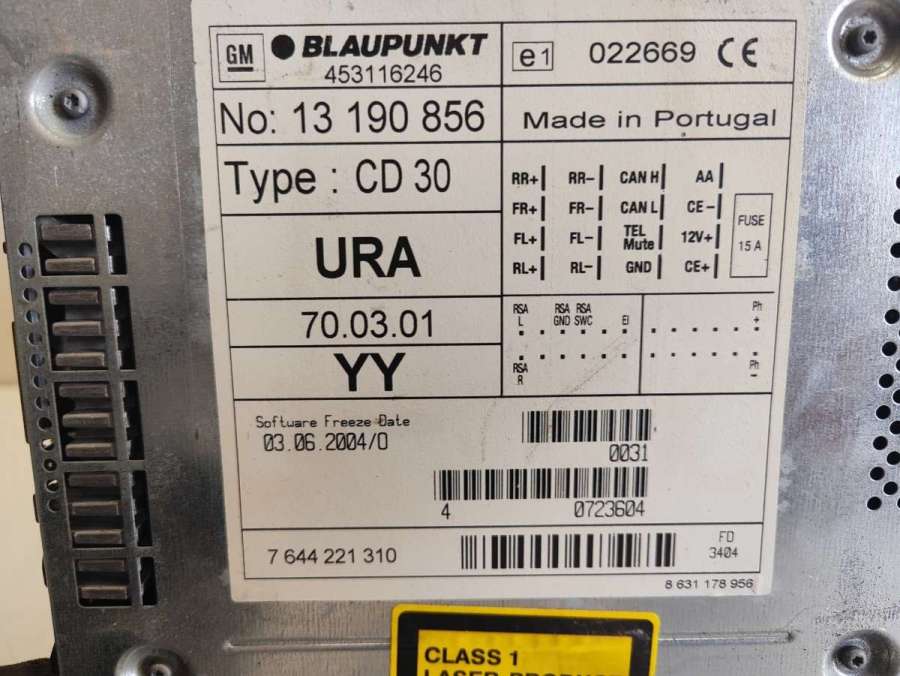 GM BLAUPUNKT
453116246
e1 022669 CE
No: 13 190 856
Made in Portugal
Type : CD 30
URA
70.03.01
YY
RR+ RR- CAN H AA
FR+ FR- CAN L CE-
FL+ FL- TEL Mute 12V+
RL+ RL- GND CE+
FUSE
15 A
RSA L RSA GND RSA SWC EI Ph +
RSA R Ph -
Software Freeze Date
03.06.2004/0
0031
4 0723604
7 644 221 310
FD
3404
8 631 178 956
CLASS 1
LASER PRODUCT